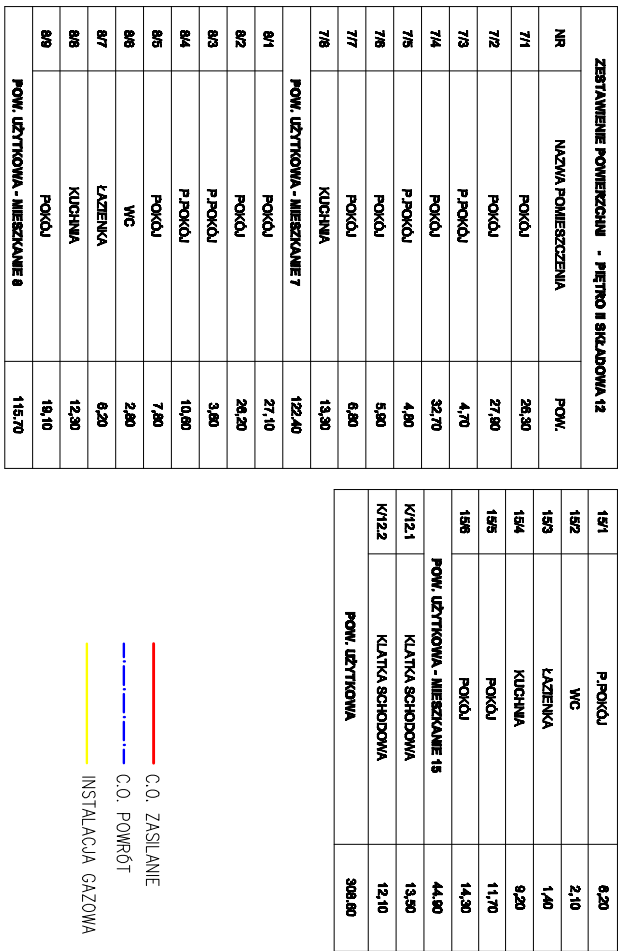 ZESTAWIENIE POWIERZCHNI - PIĘTRO II SKŁADOWA 12
NR NAZWA POMIESZCZENIA POW.
7/1 POKÓJ 26,30
7/2 POKÓJ 27,90
7/3 P.POKÓJ 4,70
7/4 POKÓJ 32,70
7/5 P.POKÓJ 4,80
7/6 POKÓJ 5,90
7/7 POKÓJ 6,80
7/8 KUCHNIA 13,30
POW. UŻYTKOWA - MIESZKANIE 7 122.40
8/1 POKÓJ 27,10
8/2 POKÓJ 26,20
8/3 P.POKÓJ 3,60
8/4 P.POKÓJ 10,60
8/5 POKÓJ 7,80
8/6 WC 2,80
8/7 ŁAZIENKA 6,20
8/8 KUCHNIA 12,30
8/9 POKÓJ 19,10
POW. UŻYTKOWA - MIESZKANIE 8 115.70
15/1 P.POKÓJ 6,20
15/2 WC 2,10
15/3 ŁAZIENKA 1,40
15/4 KUCHNIA 9,20
15/5 POKÓJ 11,70
15/6 POKÓJ 14,30
POW. UŻYTKOWA - MIESZKANIE 15 44.90
K/12.1 KLATKA SCHODOWA 13,50
K/12.2 KLATKA SCHODOWA 12,10
POW. UŻYTKOWA 308.60
C.O. ZASILANIE
C.O. POWRÓT
INSTALACJA GAZOWA